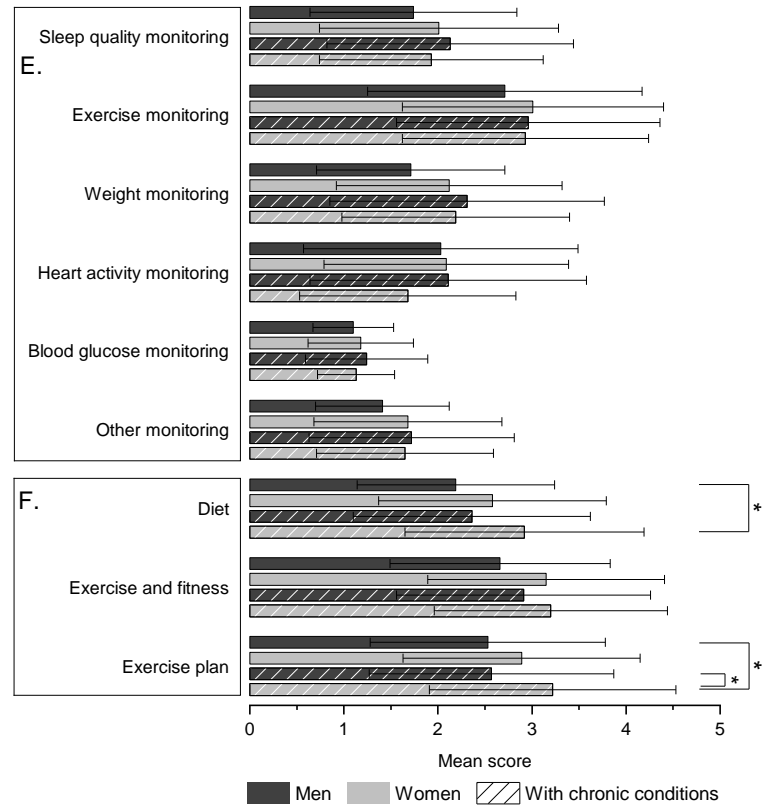 E.
Sleep quality monitoring
Exercise monitoring
Weight monitoring
Heart activity monitoring
Blood glucose monitoring
Other monitoring
F.
Diet
*
Exercise and fitness
Exercise plan
*
*
0 1 2 3 4 5
Mean score
Men Women With chronic conditions